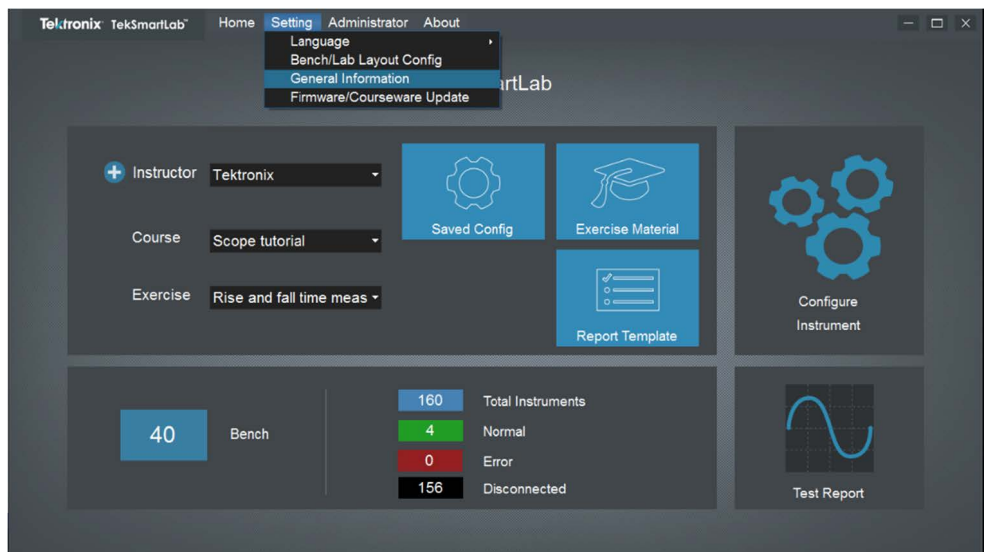 Tektronix TekSmartLab™ Home Setting Administrator About
Language
Bench/Lab Layout Config
General Information
Firmware/Courseware Update
artLab
Instructor Tektronix
Course Scope tutorial
Exercise Rise and fall time meas
Saved Config
Exercise Material
Report Template
Configure
Instrument
40 Bench
160 Total Instruments
4 Normal
0 Error
156 Disconnected
Test Report